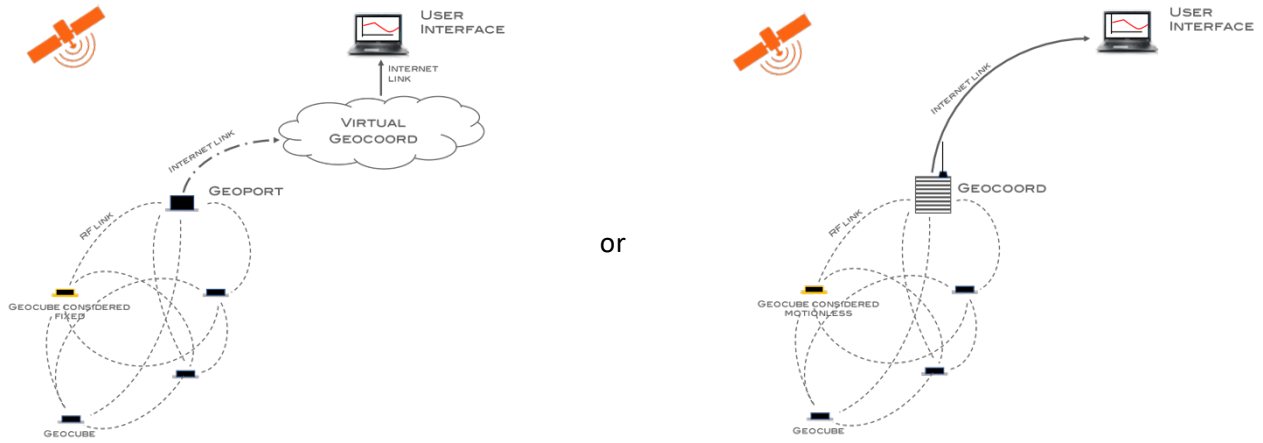 USER
INTERFACE
INTERNET
LINK
VIRTUAL
GEOCOORD
INTERNET LINK
GEOPORT
RF LINK
GEOCUBE CONSIDERED
FIXED
GEOCUBE
or
USER
INTERFACE
INTERNET LINK
GEOCOORD
RF LINK
GEOCUBE CONSIDERED
MOTIONLESS
GEOCUBE